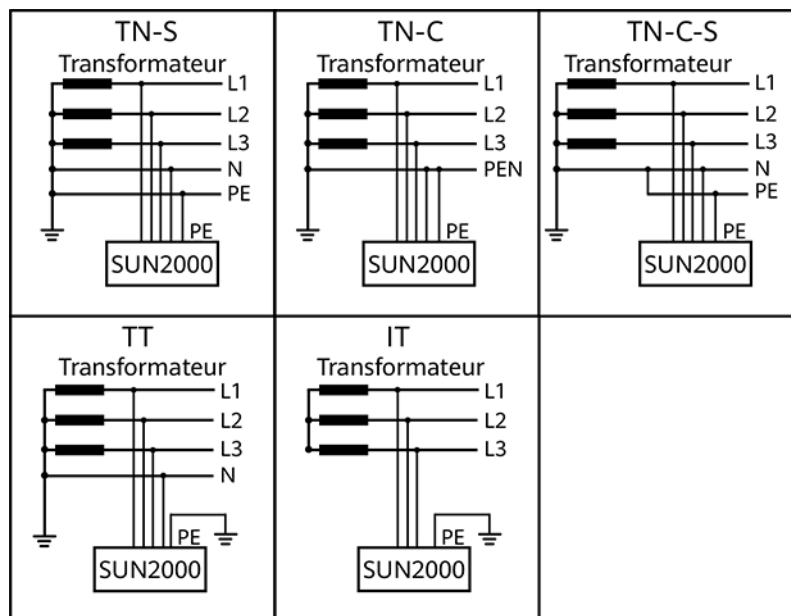 TN-S
Transformateur
L1
L2
L3
N
PE
PE
SUN2000
TN-C
Transformateur
L1
L2
L3
PEN
PE
SUN2000
TN-C-S
Transformateur
L1
L2
L3
N
PE
PE
SUN2000
TT
Transformateur
L1
L2
L3
N
PE
SUN2000
IT
Transformateur
L1
L2
L3
PE
SUN2000